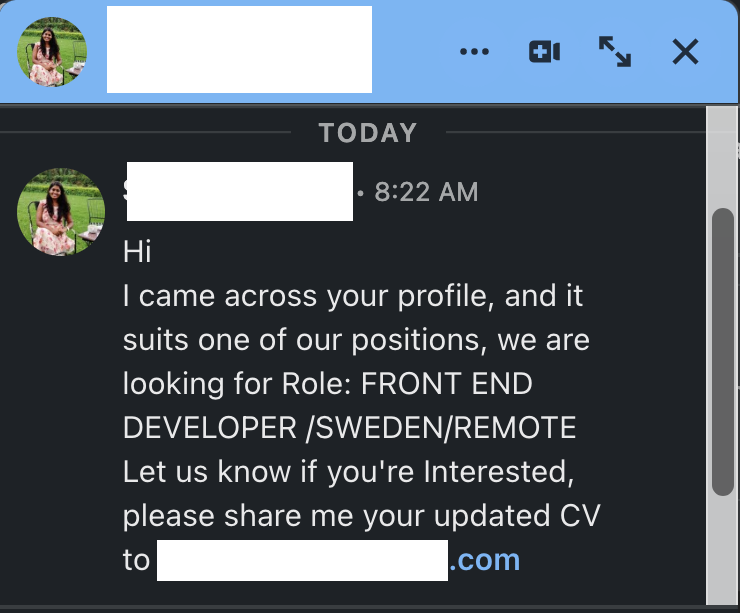 TODAY
• 8:22 AM
Hi
I came across your profile, and it
suits one of our positions, we are
looking for Role: FRONT END
DEVELOPER /SWEDEN/REMOTE
Let us know if you're Interested,
please share me your updated CV
to .com